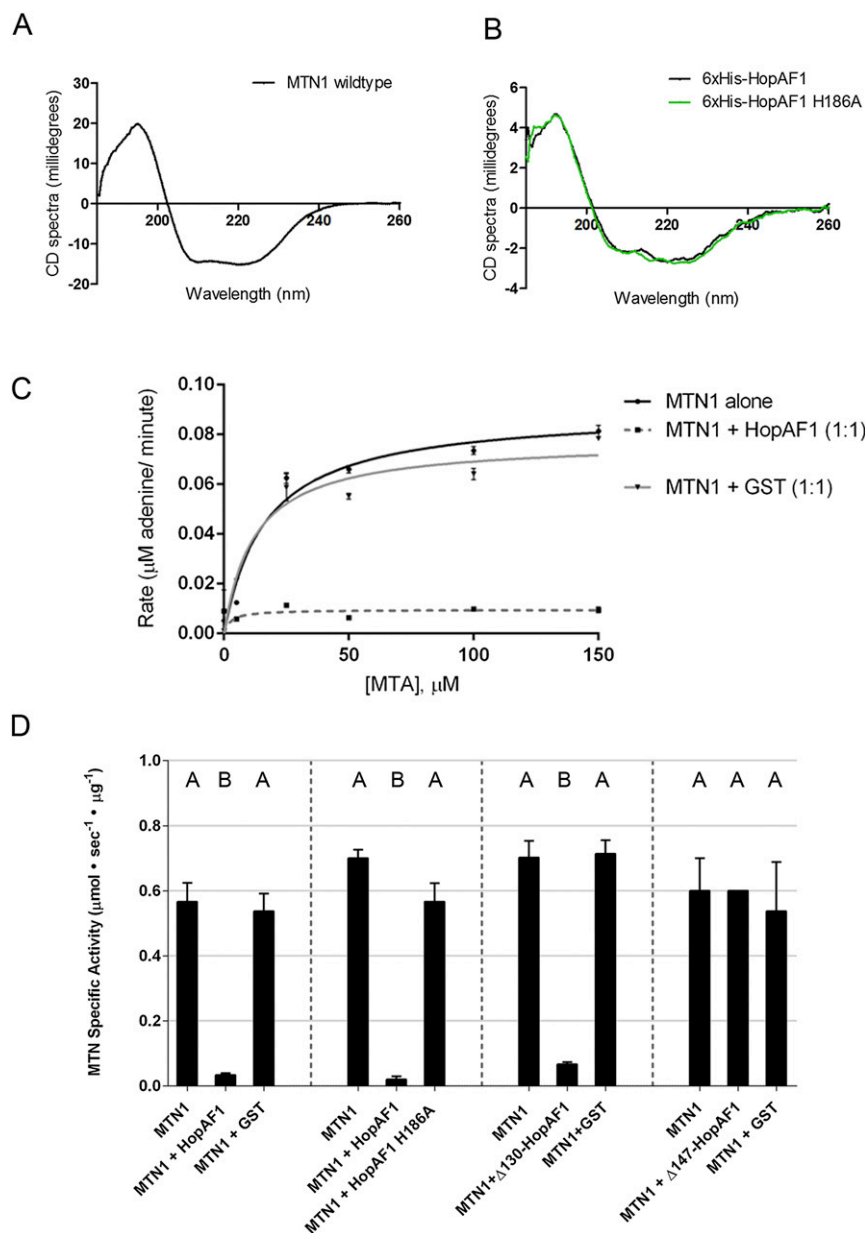 A
MTN1 wildtype
CD spectra (millidegrees)
30
20
10
0
-10
-20
200
220
240
260
Wavelength (nm)
B
6xHis-HopAF1
6xHis-HopAF1 H186A
CD spectra (millidegrees)
6
4
2
0
-2
-4
200
220
240
260
Wavelength (nm)
C
Rate (μM adenine/ minute)
0.10
0.08
0.06
0.04
0.02
0.00
0
50
100
150
[MTA], μM
MTN1 alone
MTN1 + HopAF1 (1:1)
MTN1 + GST (1:1)
D
MTN Specific Activity (μmol • sec⁻¹ • μg⁻¹)
1.0
0.8
0.6
0.4
0.2
0.0
A B A
A B A
A B A
A A A
MTN1
MTN1 + HopAF1
MTN1 + GST
MTN1
MTN1 + HopAF1
MTN1 + HopAF1 H186A
MTN1
MTN1+Δ130-HopAF1
MTN1+GST
MTN1
MTN1 + Δ147-HopAF1
MTN1 + GST